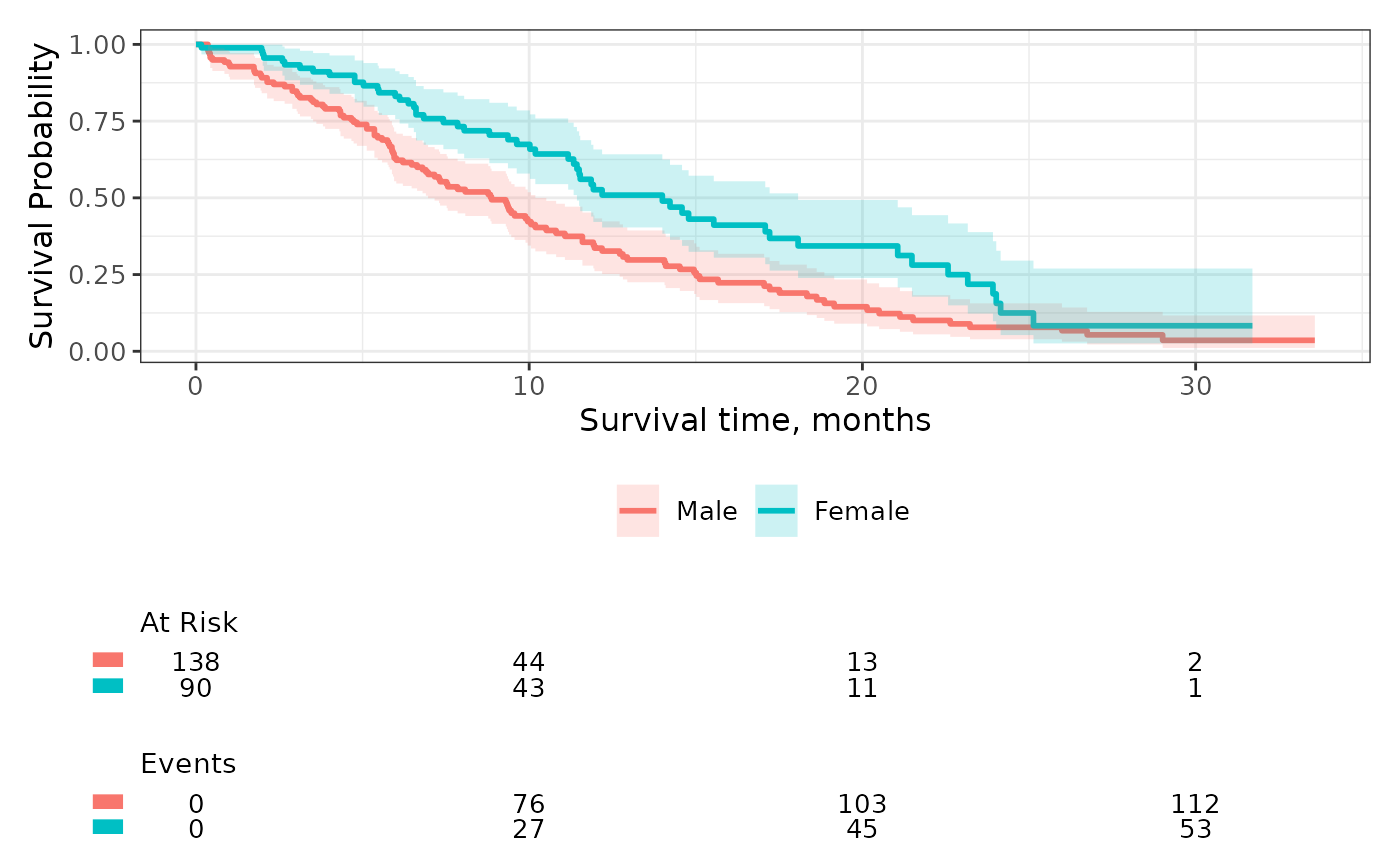 Survival Probability
1.00
0.75
0.50
0.25
0.00
0 10 20 30
Survival time, months
Male Female
At Risk
138 44 13 2
90 43 11 1
Events
0 76 103 112
0 27 45 53